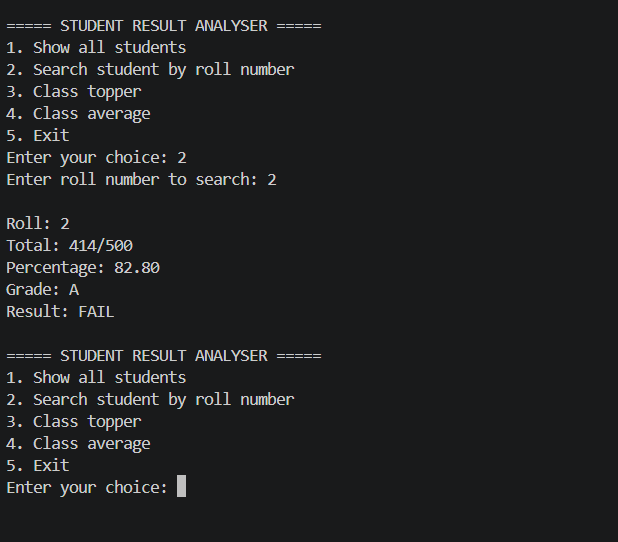 ===== STUDENT RESULT ANALYSER =====
1. Show all students
2. Search student by roll number
3. Class topper
4. Class average
5. Exit
Enter your choice: 2
Enter roll number to search: 2
Roll: 2
Total: 414/500
Percentage: 82.80
Grade: A
Result: FAIL
===== STUDENT RESULT ANALYSER =====
1. Show all students
2. Search student by roll number
3. Class topper
4. Class average
5. Exit
Enter your choice: